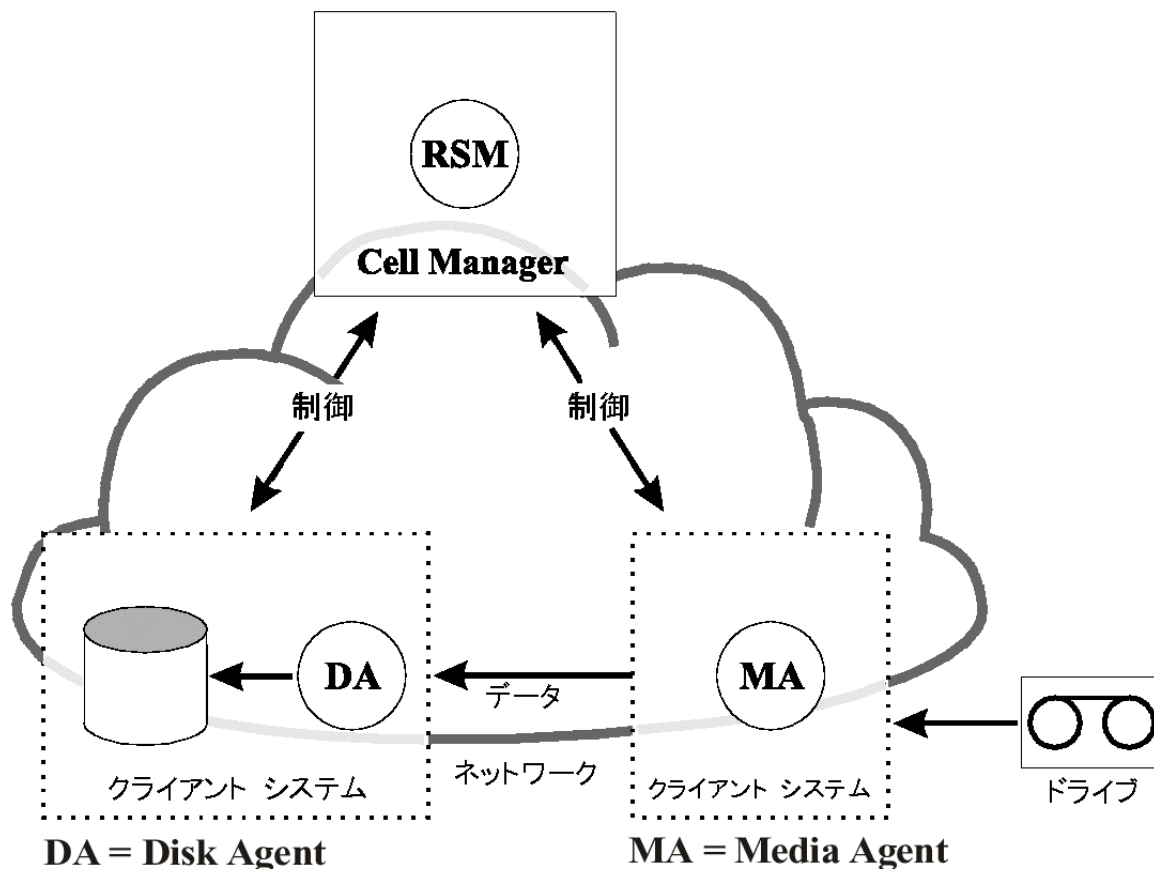 RSM
Cell Manager
制御
制御
DA
データ
MA
ネットワーク
クライアント システム
クライアント システム
ドライブ
DA = Disk Agent
MA = Media Agent